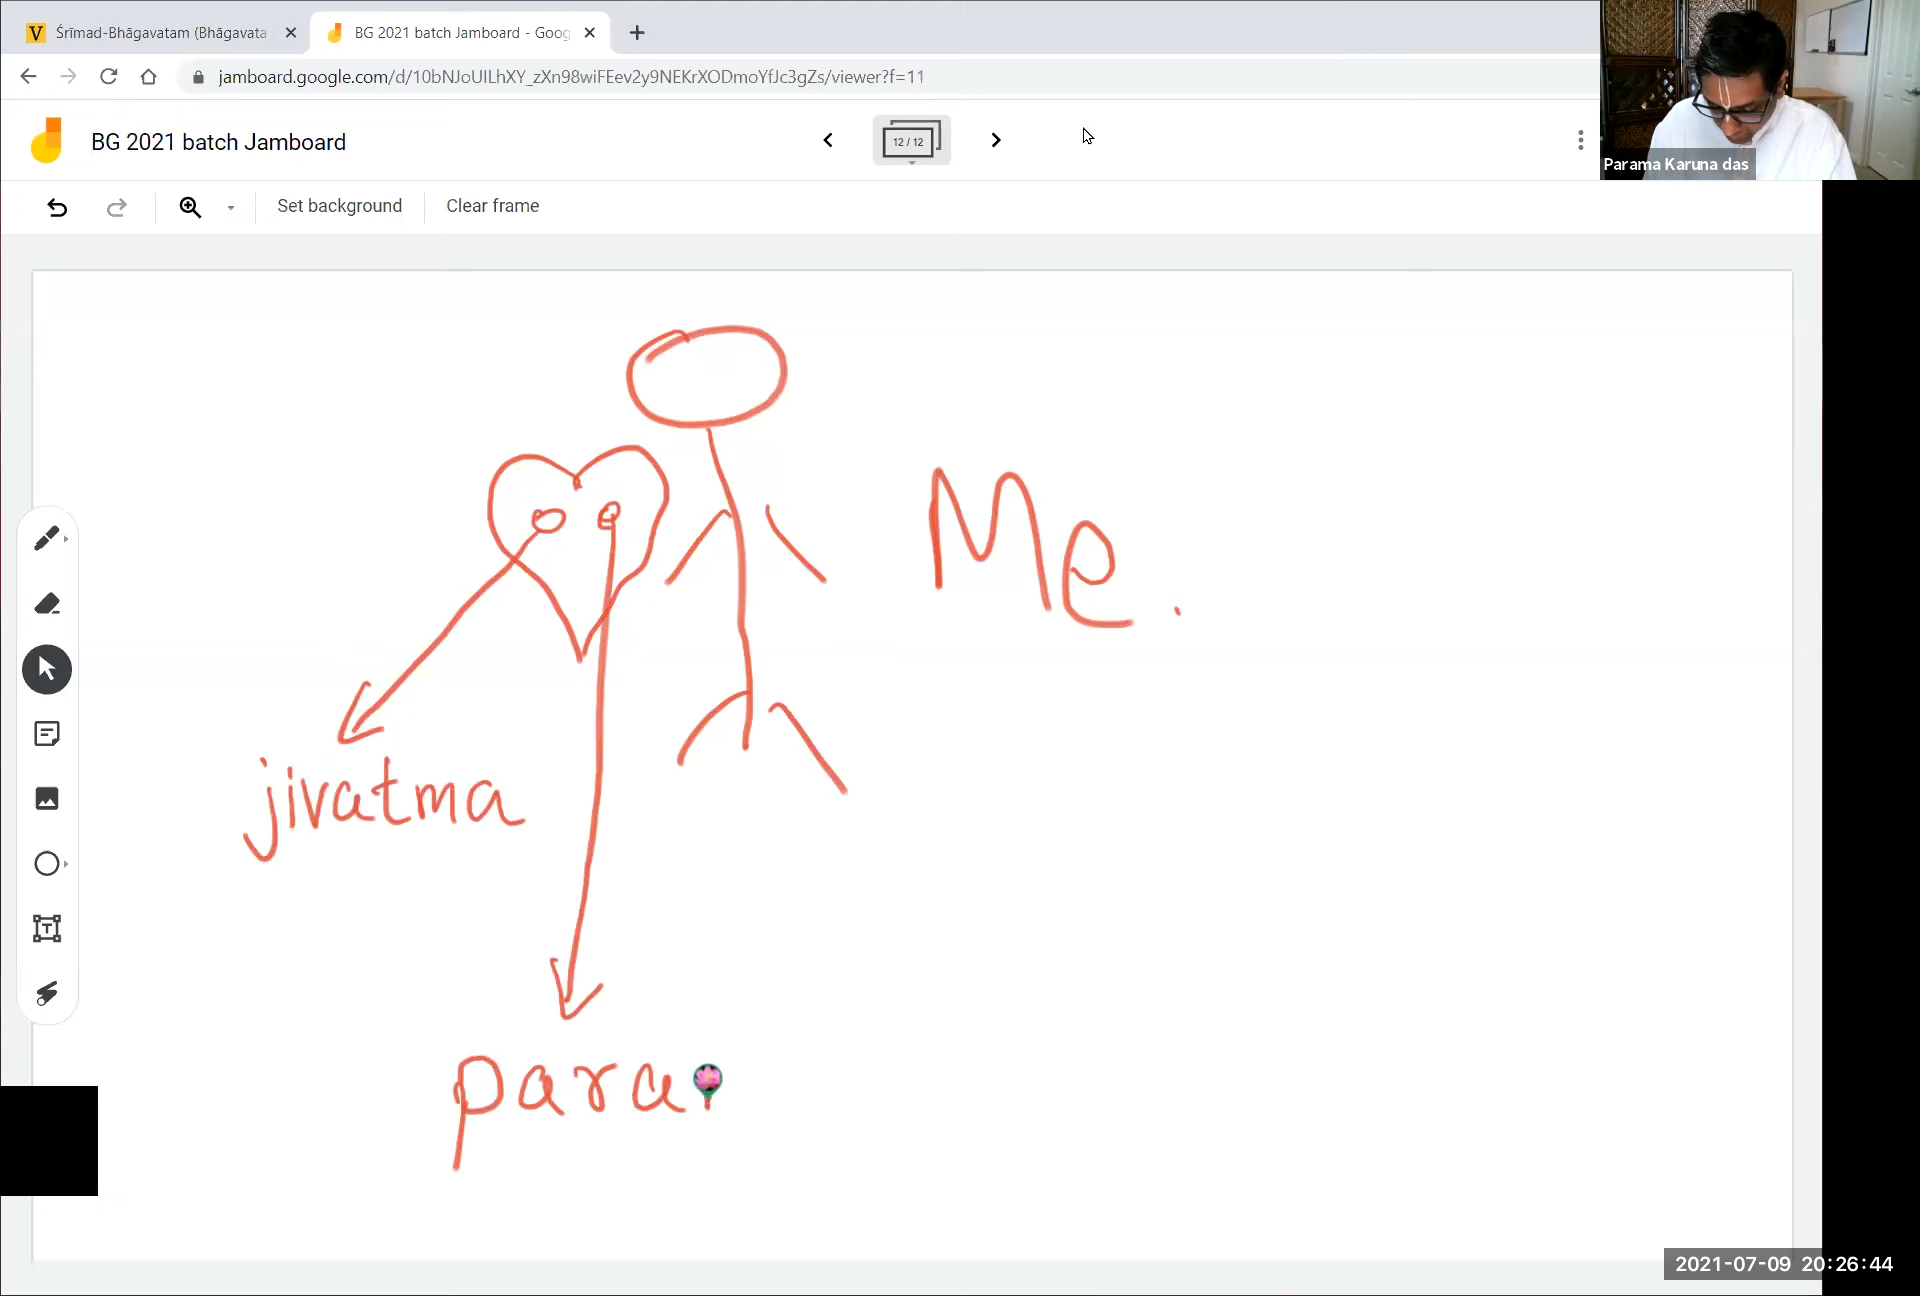 Śrīmad-Bhāgavatam (Bhāgavata
BG 2021 batch Jamboard - Goog
jamboard.google.com/d/10bNJoUILhXY_zXn98wiFEev2y9NEKrXODmoYfJc3gZs/viewer?f=11
BG 2021 batch Jamboard
12 / 12
Parama Karuna das
Set background
Clear frame
Me.
jivatma
para
2021-07-09 20:26:44